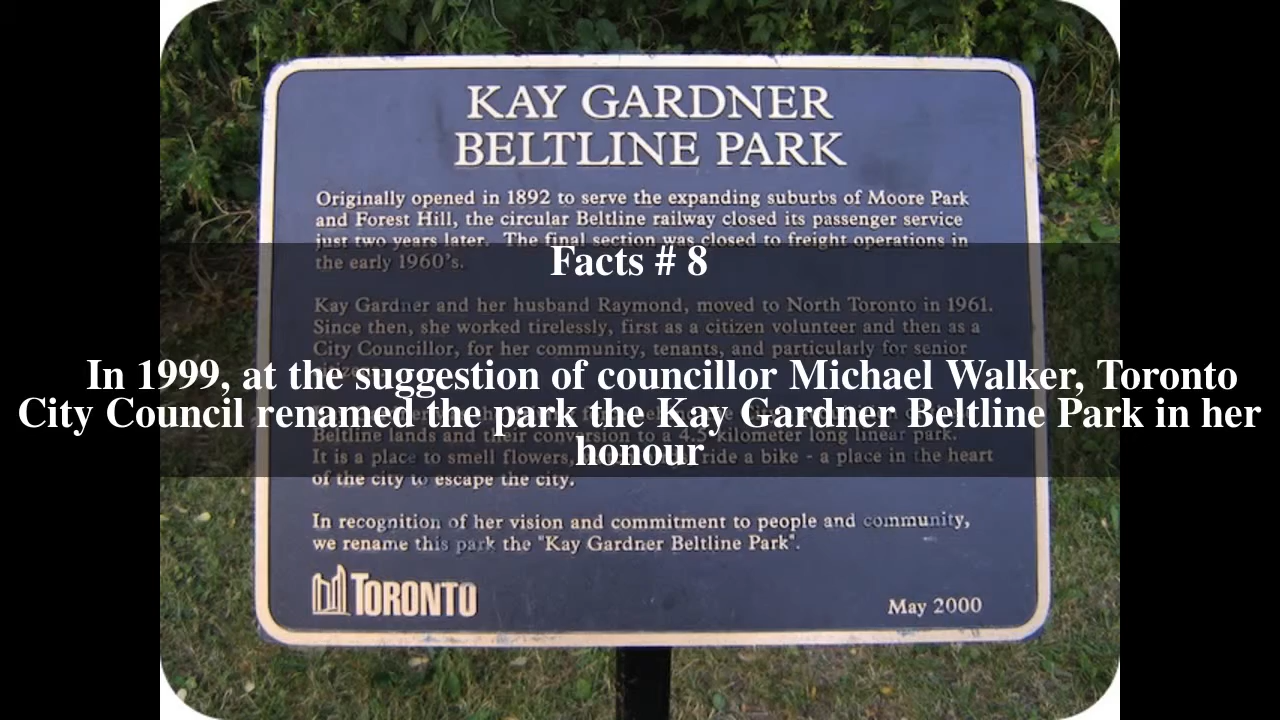 KAY GARDNER
BELTLINE PARK
Originally opened in 1892 to serve the expanding suburbs of Moore Park
and Forest Hill, the circular Beltline railway closed its passenger service
just two years later. The final section was closed to freight operations in
the early 1960's.
Facts # 8
Kay Gardner and her husband Raymond, moved to North Toronto in 1961.
Since then, she worked tirelessly, first as a citizen volunteer and then as a
City Councillor, for her community, tenants, and particularly for senior
In 1999, at the suggestion of councillor Michael Walker, Toronto
City Council renamed the park the Kay Gardner Beltline Park in her
honour
Beltline lands and their conversion to a 4.5 kilometer long linear park.
It is a place to smell flowers, ride a bike - a place in the heart
of the city to escape the city.
In recognition of her vision and commitment to people and community,
we rename this park the "Kay Gardner Beltline Park".
TORONTO
May 2000